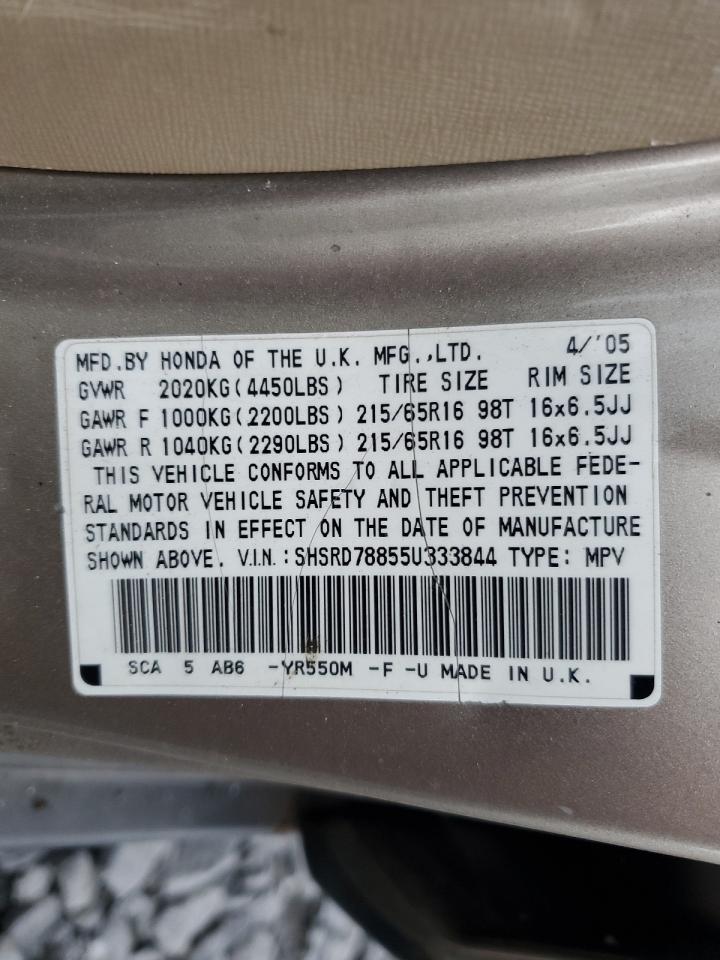 MFD.BY HONDA OF THE U.K. MFG.,LTD. 4/'05
GVWR 2020KG(4450LBS) TIRE SIZE RIM SIZE
GAWR F 1000KG(2200LBS) 215/65R16 98T 16x6.5JJ
GAWR R 1040KG(2290LBS) 215/65R16 98T 16x6.5JJ
THIS VEHICLE CONFORMS TO ALL APPLICABLE FEDE-
RAL MOTOR VEHICLE SAFETY AND THEFT PREVENTION
STANDARDS IN EFFECT ON THE DATE OF MANUFACTURE
SHOWN ABOVE. V.I.N.:SHSRD78855U333844 TYPE: MPV
SCA 5 AB6 -YR550M -F -U MADE IN U.K.